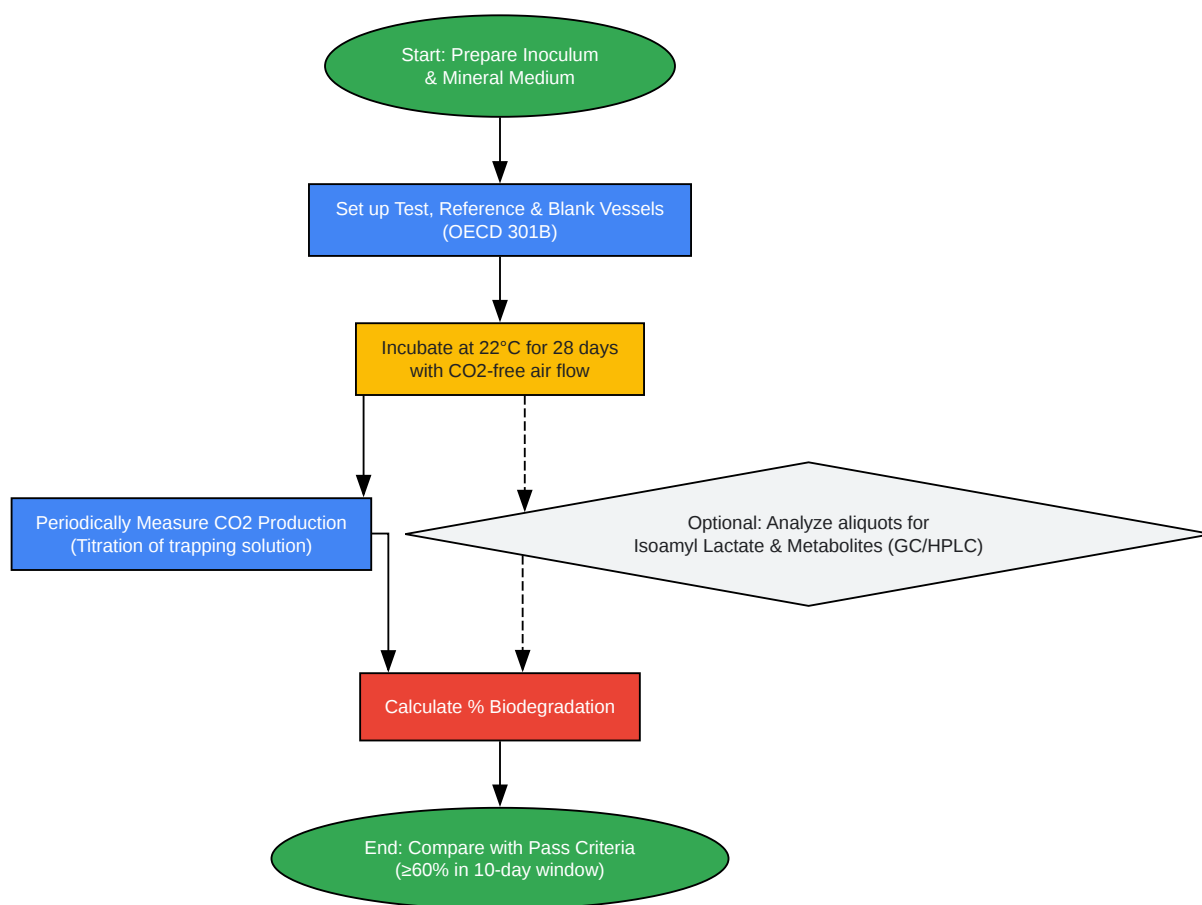 Start: Prepare Inoculum
& Mineral Medium
Set up Test, Reference & Blank Vessels
(OECD 301B)
Incubate at 22°C for 28 days
with CO2-free air flow
Periodically Measure CO2 Production
(Titration of trapping solution)
Optional: Analyze aliquots for
Isoamyl Lactate & Metabolites (GC/HPLC)
Calculate % Biodegradation
End: Compare with Pass Criteria
(≥60% in 10-day window)